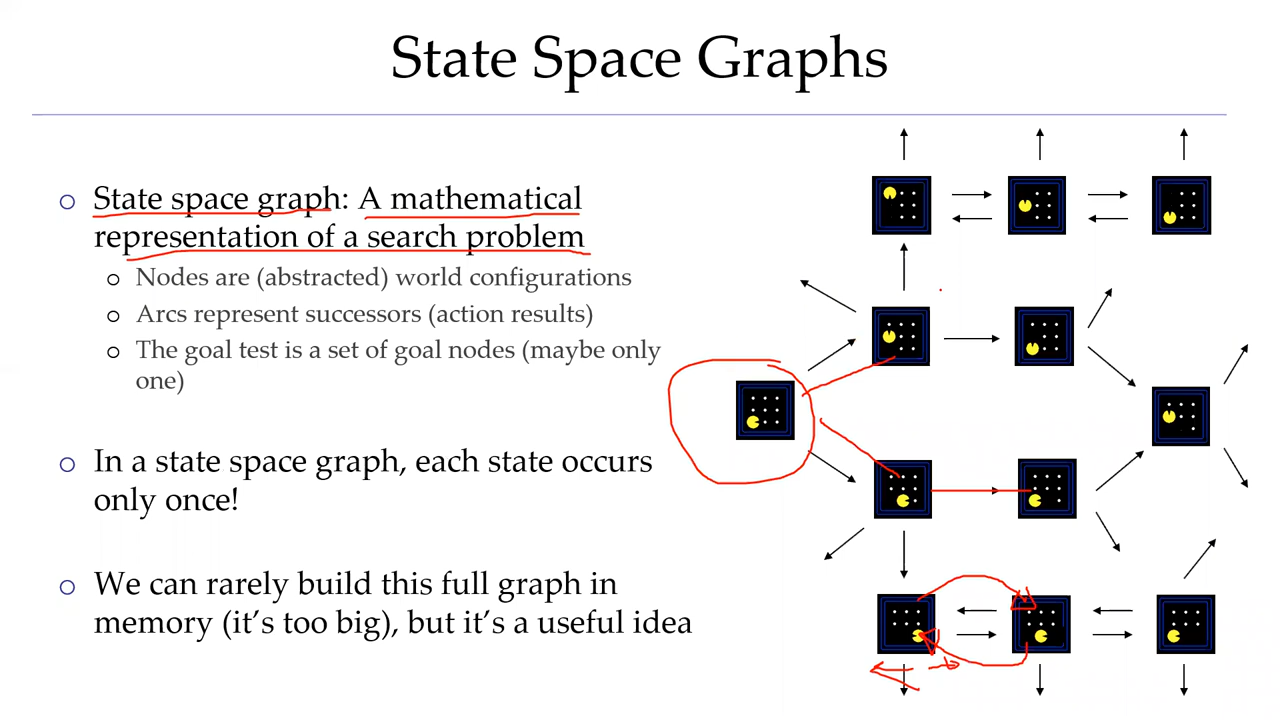 State Space Graphs
State space graph: A mathematical
representation of a search problem
Nodes are (abstracted) world configurations
Arcs represent successors (action results)
The goal test is a set of goal nodes (maybe only
one)
In a state space graph, each state occurs
only once!
We can rarely build this full graph in
memory (it's too big), but it's a useful idea